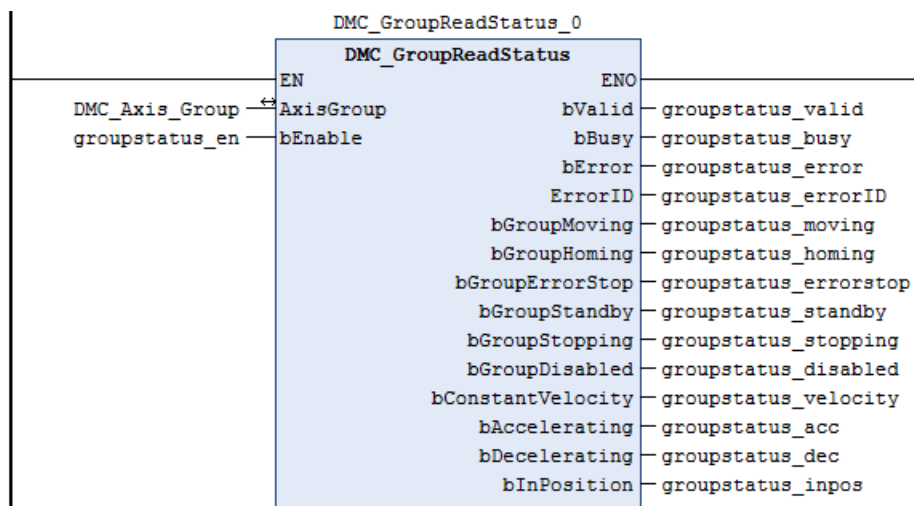 DMC_GroupReadStatus_0
DMC_GroupReadStatus
EN ENO
DMC_Axis_Group AxisGroup bValid groupstatus_valid
groupstatus_en bEnable bBusy groupstatus_busy
bError groupstatus_error
ErrorID groupstatus_errorID
bGroupMoving groupstatus_moving
bGroupHoming groupstatus_homing
bGroupErrorStop groupstatus_errorstop
bGroupStandby groupstatus_standby
bGroupStopping groupstatus_stopping
bGroupDisabled groupstatus_disabled
bConstantVelocity groupstatus_velocity
bAccelerating groupstatus_acc
bDecelerating groupstatus_dec
bInPosition groupstatus_inpos